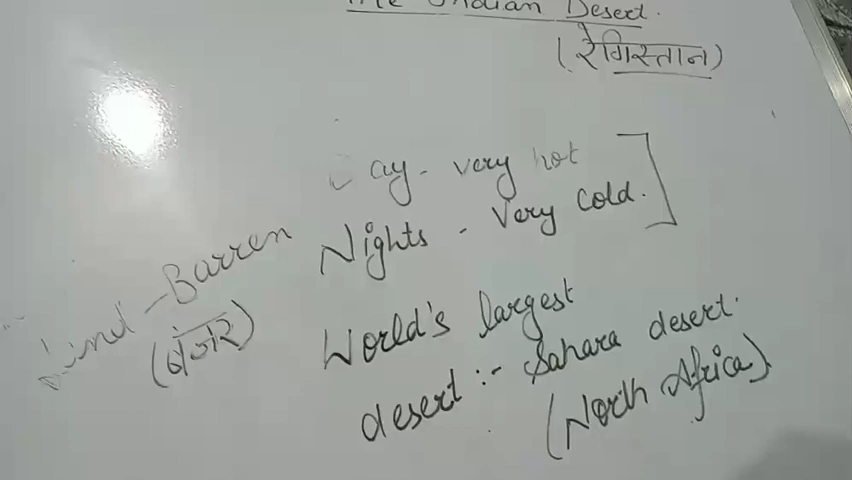 The Indian Desert.
(रेगिस्तान)
Day - very hot
Nights - Very cold.
Land - Barren
(बंजर)
World's largest
desert :- Sahara desert.
(North Africa)